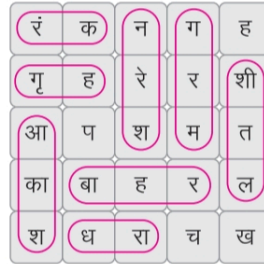 रं क न ग ह
गृ ह रे र शी
आ प श म त
का बा ह र ल
श ध रा च ख